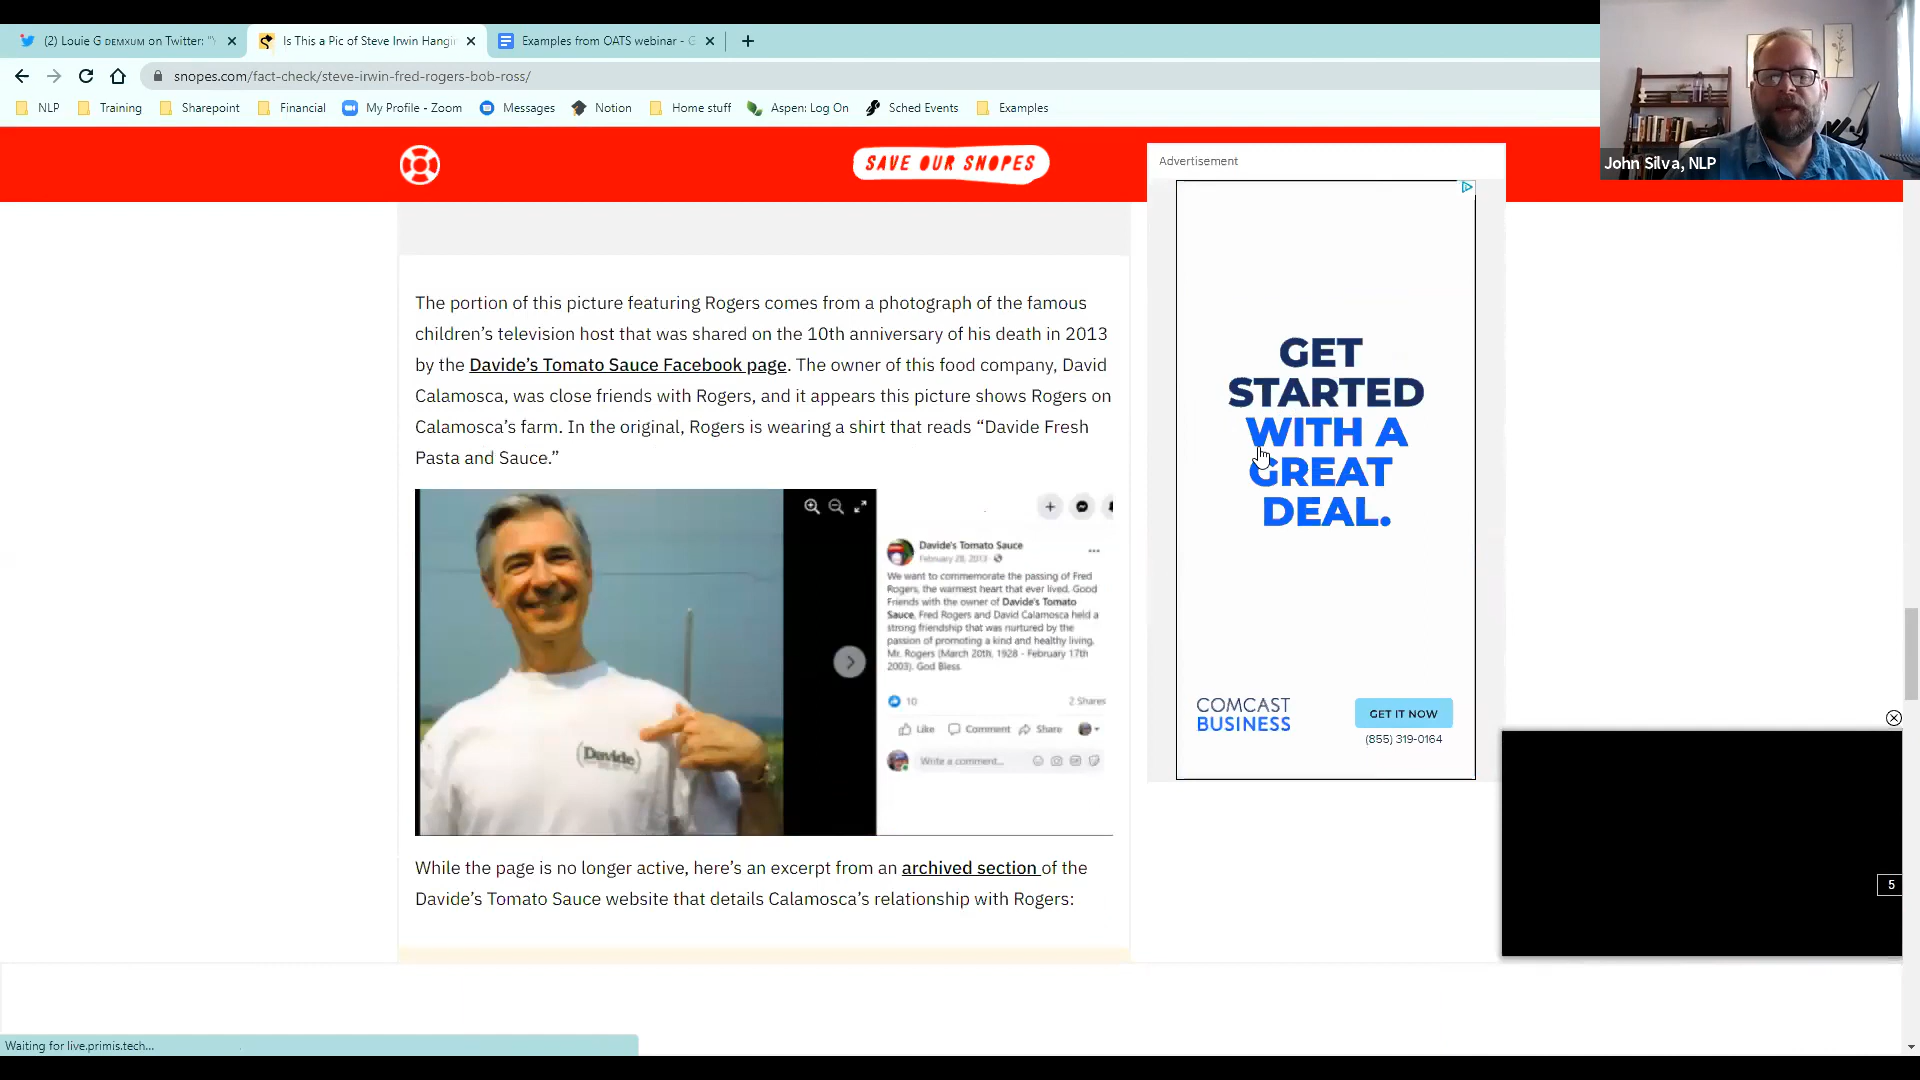 (2) Louie G ᴅᴇᴍxᴜᴍ on Twitter: "Y
Is This a Pic of Steve Irwin Hangin
Examples from OATS webinar - G
snopes.com/fact-check/steve-irwin-fred-rogers-bob-ross/
NLP
Training
Sharepoint
Financial
My Profile - Zoom
Messages
Notion
Home stuff
Aspen: Log On
Sched Events
Examples
John Silva, NLP
SAVE OUR SNOPES
Advertisement
The portion of this picture featuring Rogers comes from a photograph of the famous
children's television host that was shared on the 10th anniversary of his death in 2013
by the Davide's Tomato Sauce Facebook page. The owner of this food company, David
Calamosca, was close friends with Rogers, and it appears this picture shows Rogers on
Calamosca's farm. In the original, Rogers is wearing a shirt that reads “Davide Fresh
Pasta and Sauce.”
(Davide)
Davide's Tomato Sauce
February 28, 2013
We want to commemorate the passing of Fred
Rogers, the warmest heart that ever lived. Good
Friends with the owner of Davide's Tomato
Sauce, Fred Rogers and David Calamosca held a
strong friendship that was nurtured by the
passion of promoting a kind and healthy living.
Mr. Rogers (March 20th, 1928 - February 17th
2003). God Bless.
10
2 Shares
Like
Comment
Share
Write a comment...
While the page is no longer active, here's an excerpt from an archived section of the
Davide's Tomato Sauce website that details Calamosca's relationship with Rogers:
GET
STARTED
WITH A
GREAT
DEAL.
COMCAST
BUSINESS
GET IT NOW
(855) 319-0164
5
Waiting for live.primis.tech...